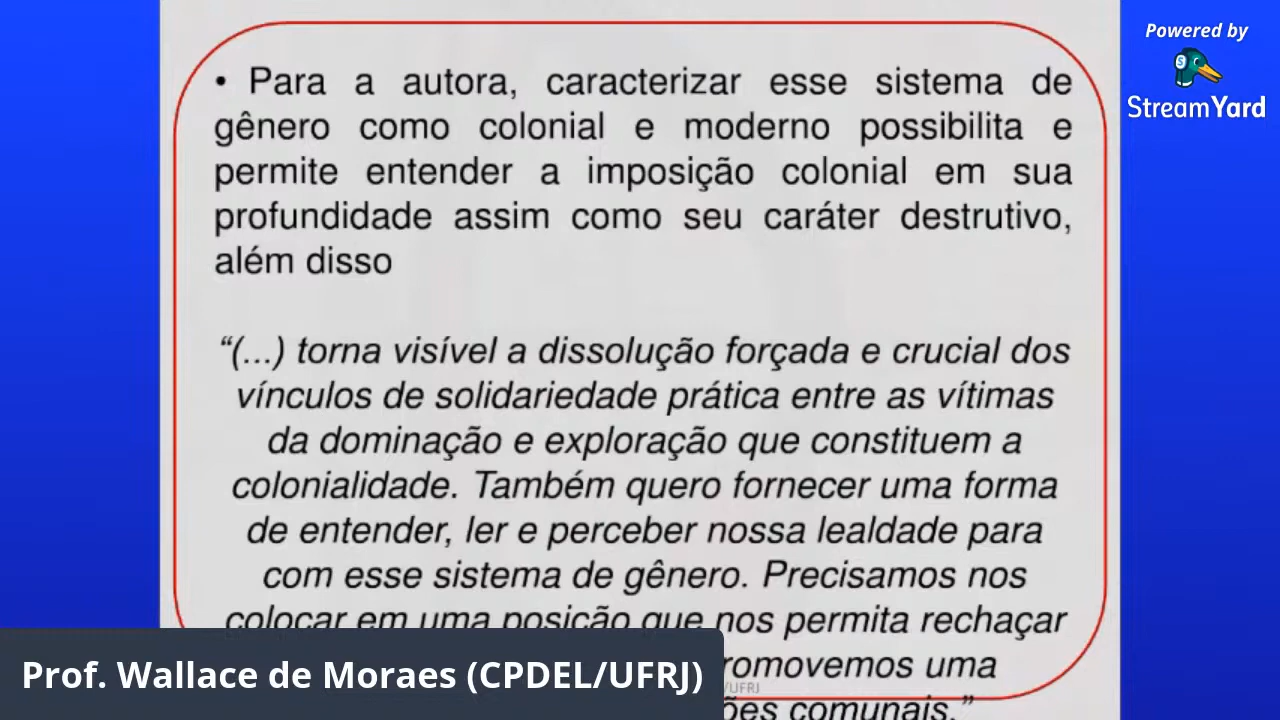 • Para a autora, caracterizar esse sistema de
gênero como colonial e moderno possibilita e
permite entender a imposição colonial em sua
profundidade assim como seu caráter destrutivo,
além disso
“(...) torna visível a dissolução forçada e crucial dos
vínculos de solidariedade prática entre as vítimas
da dominação e exploração que constituem a
colonialidade. Também quero fornecer uma forma
de entender, ler e perceber nossa lealdade para
com esse sistema de gênero. Precisamos nos
colocar em uma posição que nos permita rechaçar
uma
comunais.”
/UFRJ
Prof. Wallace de Moraes (CPDEL/UFRJ)
Powered by
StreamYard